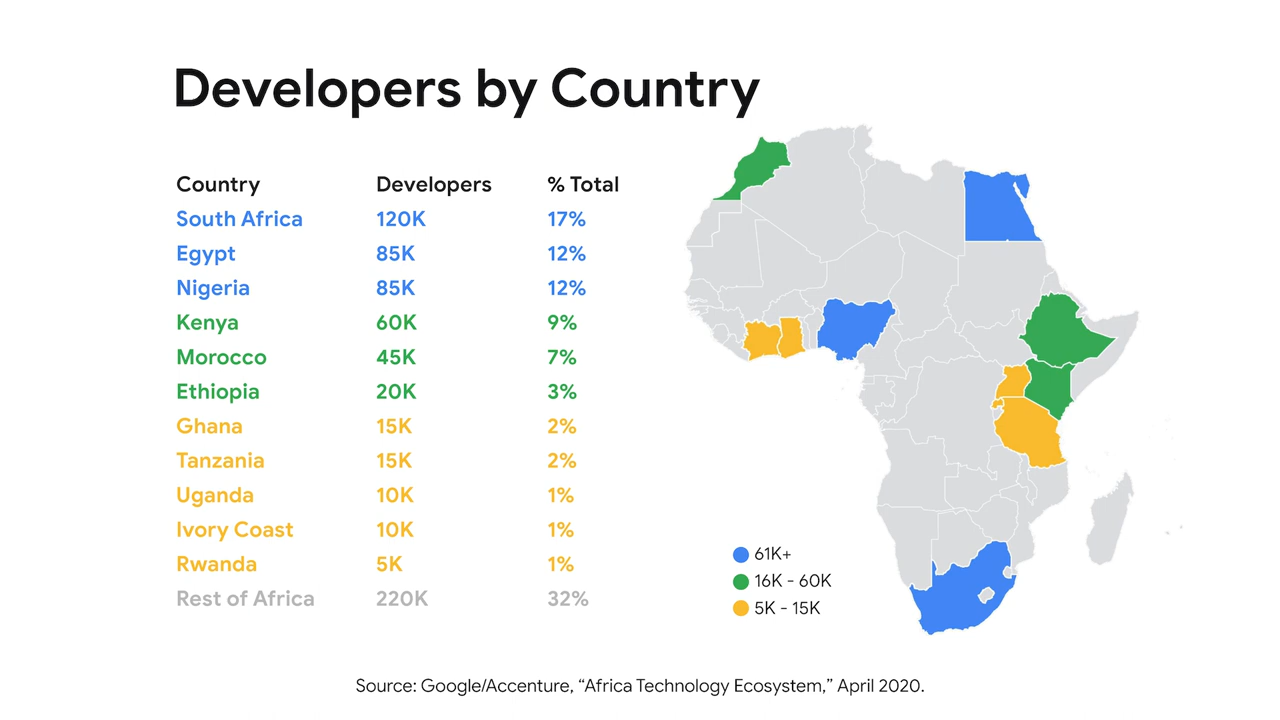 Developers by Country
Country Developers % Total
South Africa 120K 17%
Egypt 85K 12%
Nigeria 85K 12%
Kenya 60K 9%
Morocco 45K 7%
Ethiopia 20K 3%
Ghana 15K 2%
Tanzania 15K 2%
Uganda 10K 1%
Ivory Coast 10K 1%
Rwanda 5K 1%
Rest of Africa 220K 32%
61K+
16K - 60K
5K - 15K
Source: Google/Accenture, “Africa Technology Ecosystem,” April 2020.